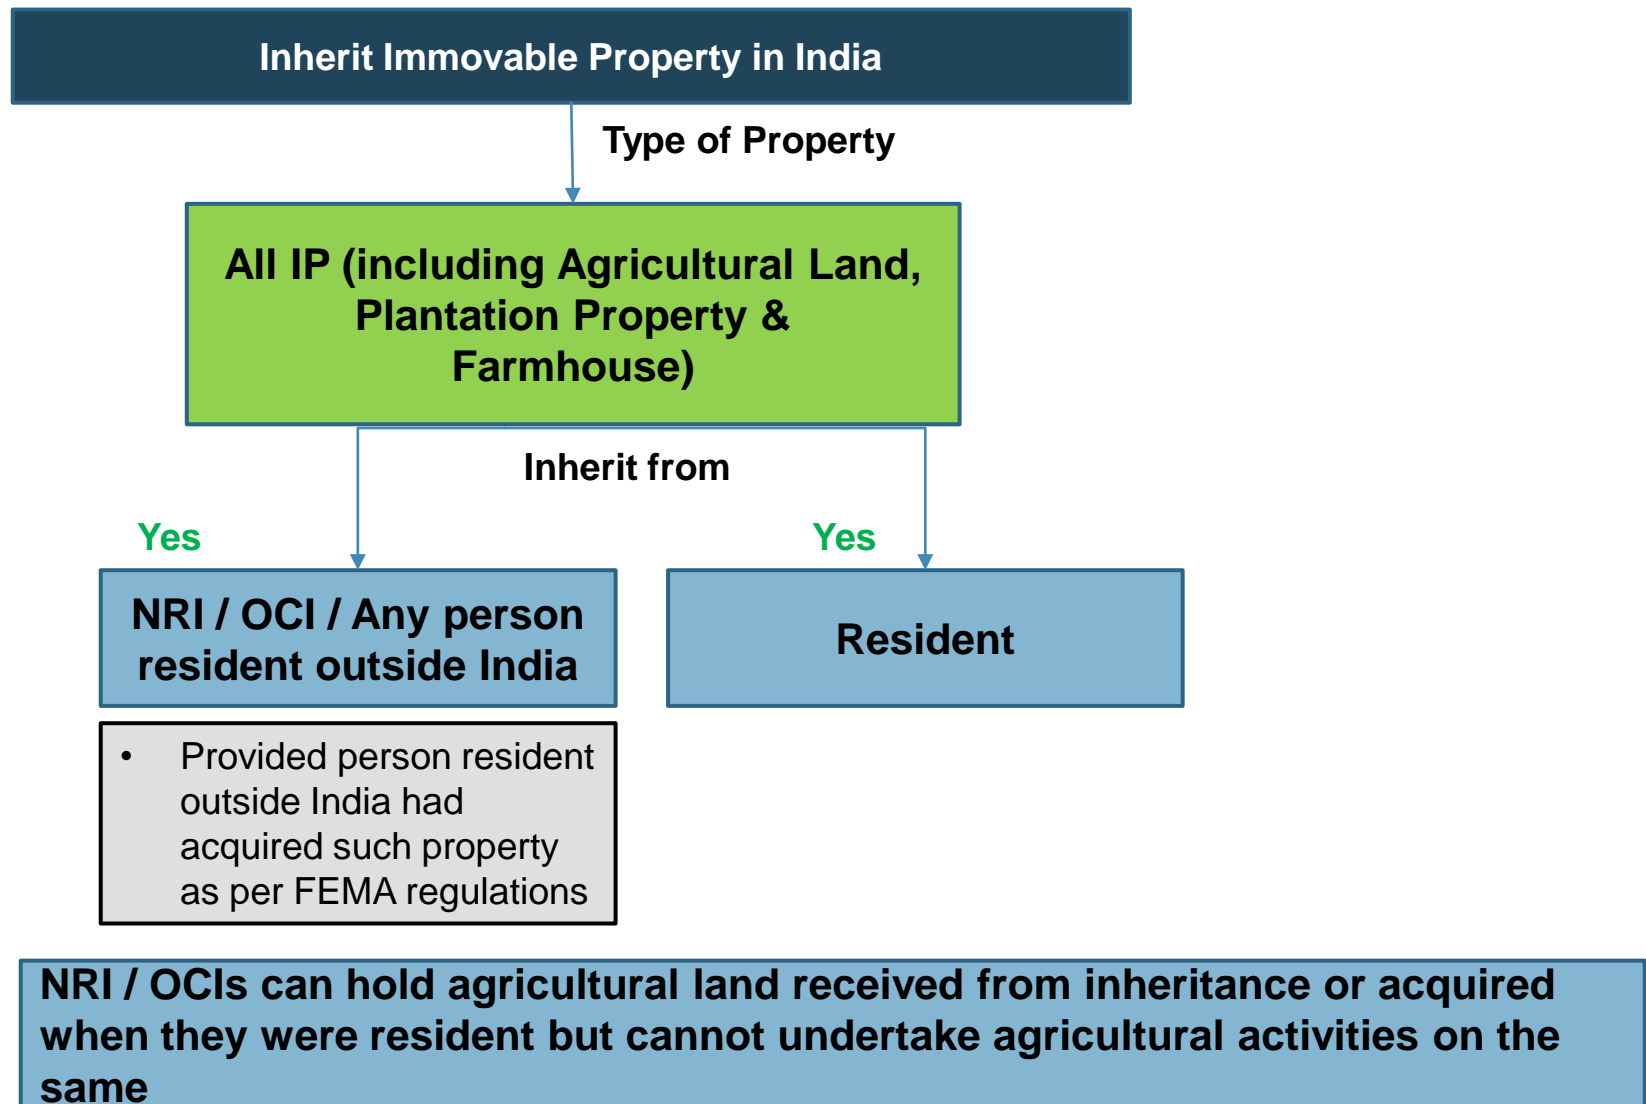 Inherit Immovable Property in India
Type of Property
All IP (including Agricultural Land,
Plantation Property &
Farmhouse)
Inherit from
Yes
Yes
NRI / OCI / Any person
resident outside India
Resident
• Provided person resident
outside India had
acquired such property
as per FEMA regulations
NRI / OCIs can hold agricultural land received from inheritance or acquired
when they were resident but cannot undertake agricultural activities on the
same